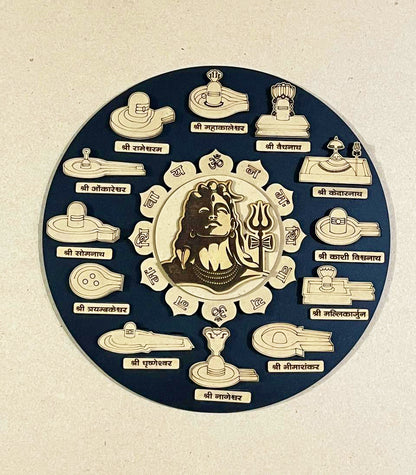 श्री महाकालेश्वर
श्री वैद्यनाथ
श्री केदारनाथ
श्री काशी विश्वनाथ
श्री मल्लिकार्जुन
श्री भीमाशंकर
श्री नागेश्वर
श्री घृष्णेश्वर
श्री त्रयम्बकेश्वर
श्री सोमनाथ
श्री ओंकारेश्वर
श्री रामेश्वरम
ॐ न म: शि वा य ॐ न म: शि वा य